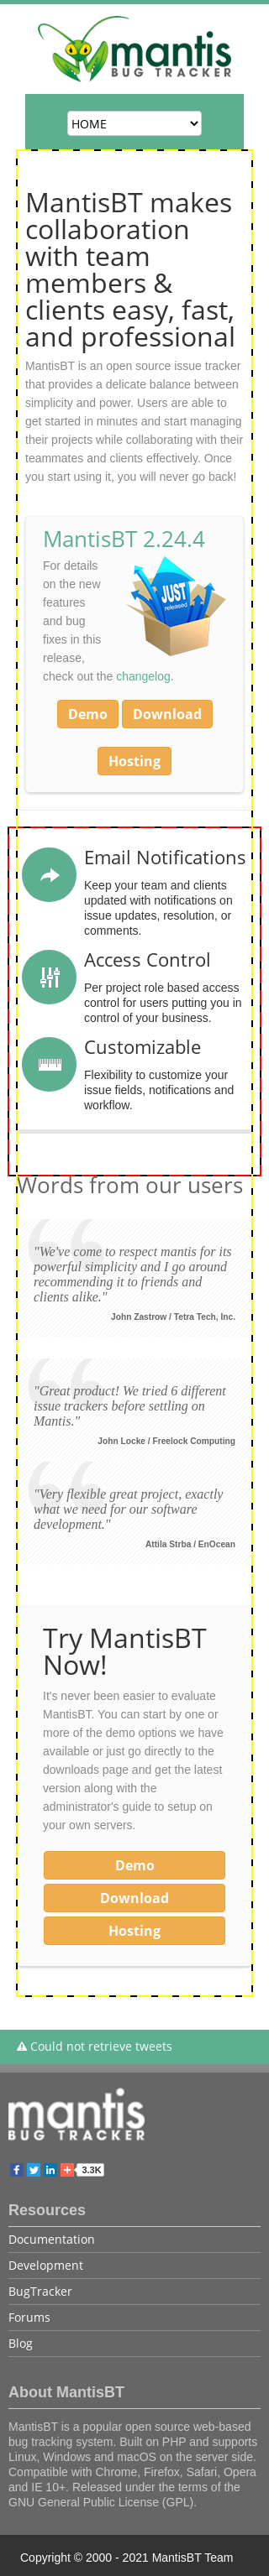 mantis
BUG TRACKER
HOME
MantisBT makes
collaboration
with team
members &
clients easy, fast,
and professional
MantisBT is an open source issue tracker
that provides a delicate balance between
simplicity and power. Users are able to
get started in minutes and start managing
their projects while collaborating with their
teammates and clients effectively. Once
you start using it, you will never go back!
MantisBT 2.24.4
For details
on the new
features
and bug
fixes in this
release,
check out the changelog.
JUST
released
Demo Download
Hosting
Email Notifications
Keep your team and clients
updated with notifications on
issue updates, resolution, or
comments.
Access Control
Per project role based access
control for users putting you in
control of your business.
Customizable
Flexibility to customize your
issue fields, notifications and
workflow.
Words from our users
"We've come to respect mantis for its
powerful simplicity and I go around
recommending it to friends and
clients alike."
John Zastrow / Tetra Tech, Inc.
"Great product! We tried 6 different
issue trackers before settling on
Mantis."
John Locke / Freelock Computing
"Very flexible great project, exactly
what we need for our software
development."
Attila Strba / EnOcean
Try MantisBT
Now!
It's never been easier to evaluate
MantisBT. You can start by one or
more of the demo options we have
available or just go directly to the
downloads page and get the latest
version along with the
administrator's guide to setup on
your own servers.
Demo
Download
Hosting
Could not retrieve tweets
mantis
BUG TRACKER
3.3K
Resources
Documentation
Development
BugTracker
Forums
Blog
About MantisBT
MantisBT is a popular open source web-based
bug tracking system. Built on PHP and supports
Linux, Windows and macOS on the server side.
Compatible with Chrome, Firefox, Safari, Opera
and IE 10+. Released under the terms of the
GNU General Public License (GPL).
Copyright © 2000 - 2021 MantisBT Team